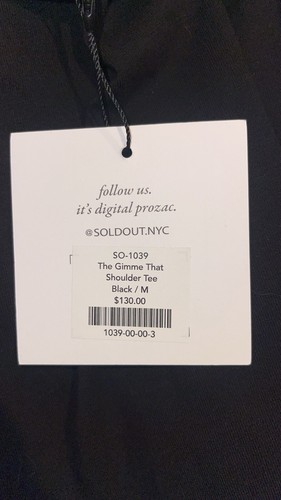 follow us.
it's digital prozac.
@SOLDOUT.NYC
SO-1039
The Gimme That
Shoulder Tee
Black / M
$130.00
1039-00-00-3